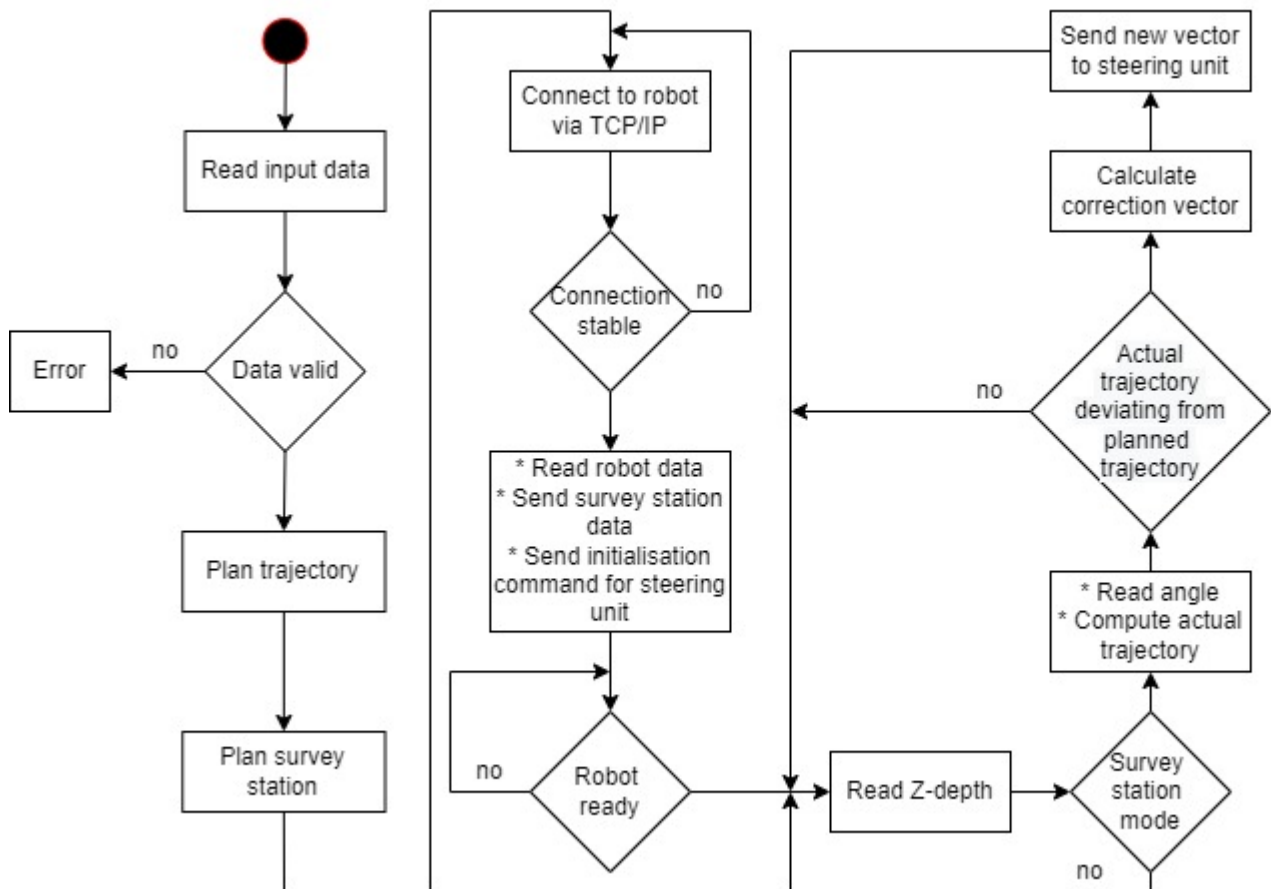 Read input data
no
Error
Data valid
Plan trajectory
Plan survey
station
Connect to robot
via TCP/IP
Connection
stable
no
* Read robot data
* Send survey station
data
* Send initialisation
command for steering
unit
no
Robot
ready
Send new vector
to steering unit
Calculate
correction vector
Actual
trajectory
deviating from
planned
trajectory
no
* Read angle
* Compute actual
trajectory
Read Z-depth
Survey
station
mode
no